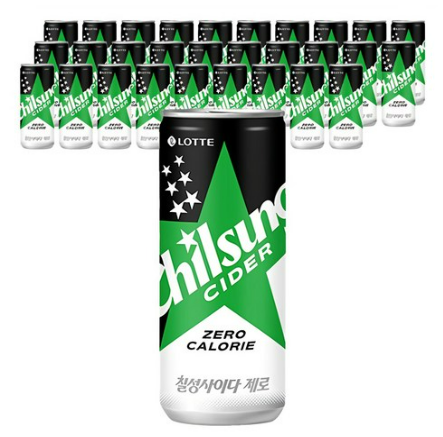 LOTTE
Chilsung
CIDER
ZERO
CALORIE
칠성사이다 제로